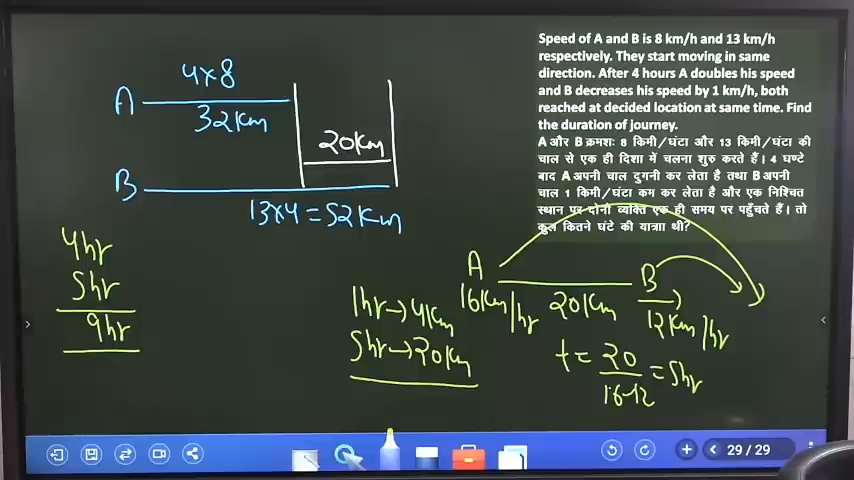 Speed of A and B is 8 km/h and 13 km/h
respectively. They start moving in same
direction. After 4 hours A doubles his speed
and B decreases his speed by 1 km/h, both
reached at decided location at same time. Find
the duration of journey.
A और B क्रमशः 8 किमी/घंटा और 13 किमी/घंटा की
चाल से एक ही दिशा में चलना शुरु करते हैं। 4 घण्टे
बाद A अपनी चाल दुगनी कर लेता है तथा B अपनी
चाल 1 किमी/घंटा कम कर लेता है और एक निश्चित
स्थान पर दोनों व्यक्ति एक ही समय पर पहुँचते हैं। तो
कुल कितने घंटे की यात्राा थी?
4×8
A
32Km
20Km
B
13×4=52Km
4hr
5hr
9hr
1hr→4Km
5hr→20Km
A
B
16Km/hr
20Km
12Km/hr
t= 20
16-12
=5hr
29 / 29